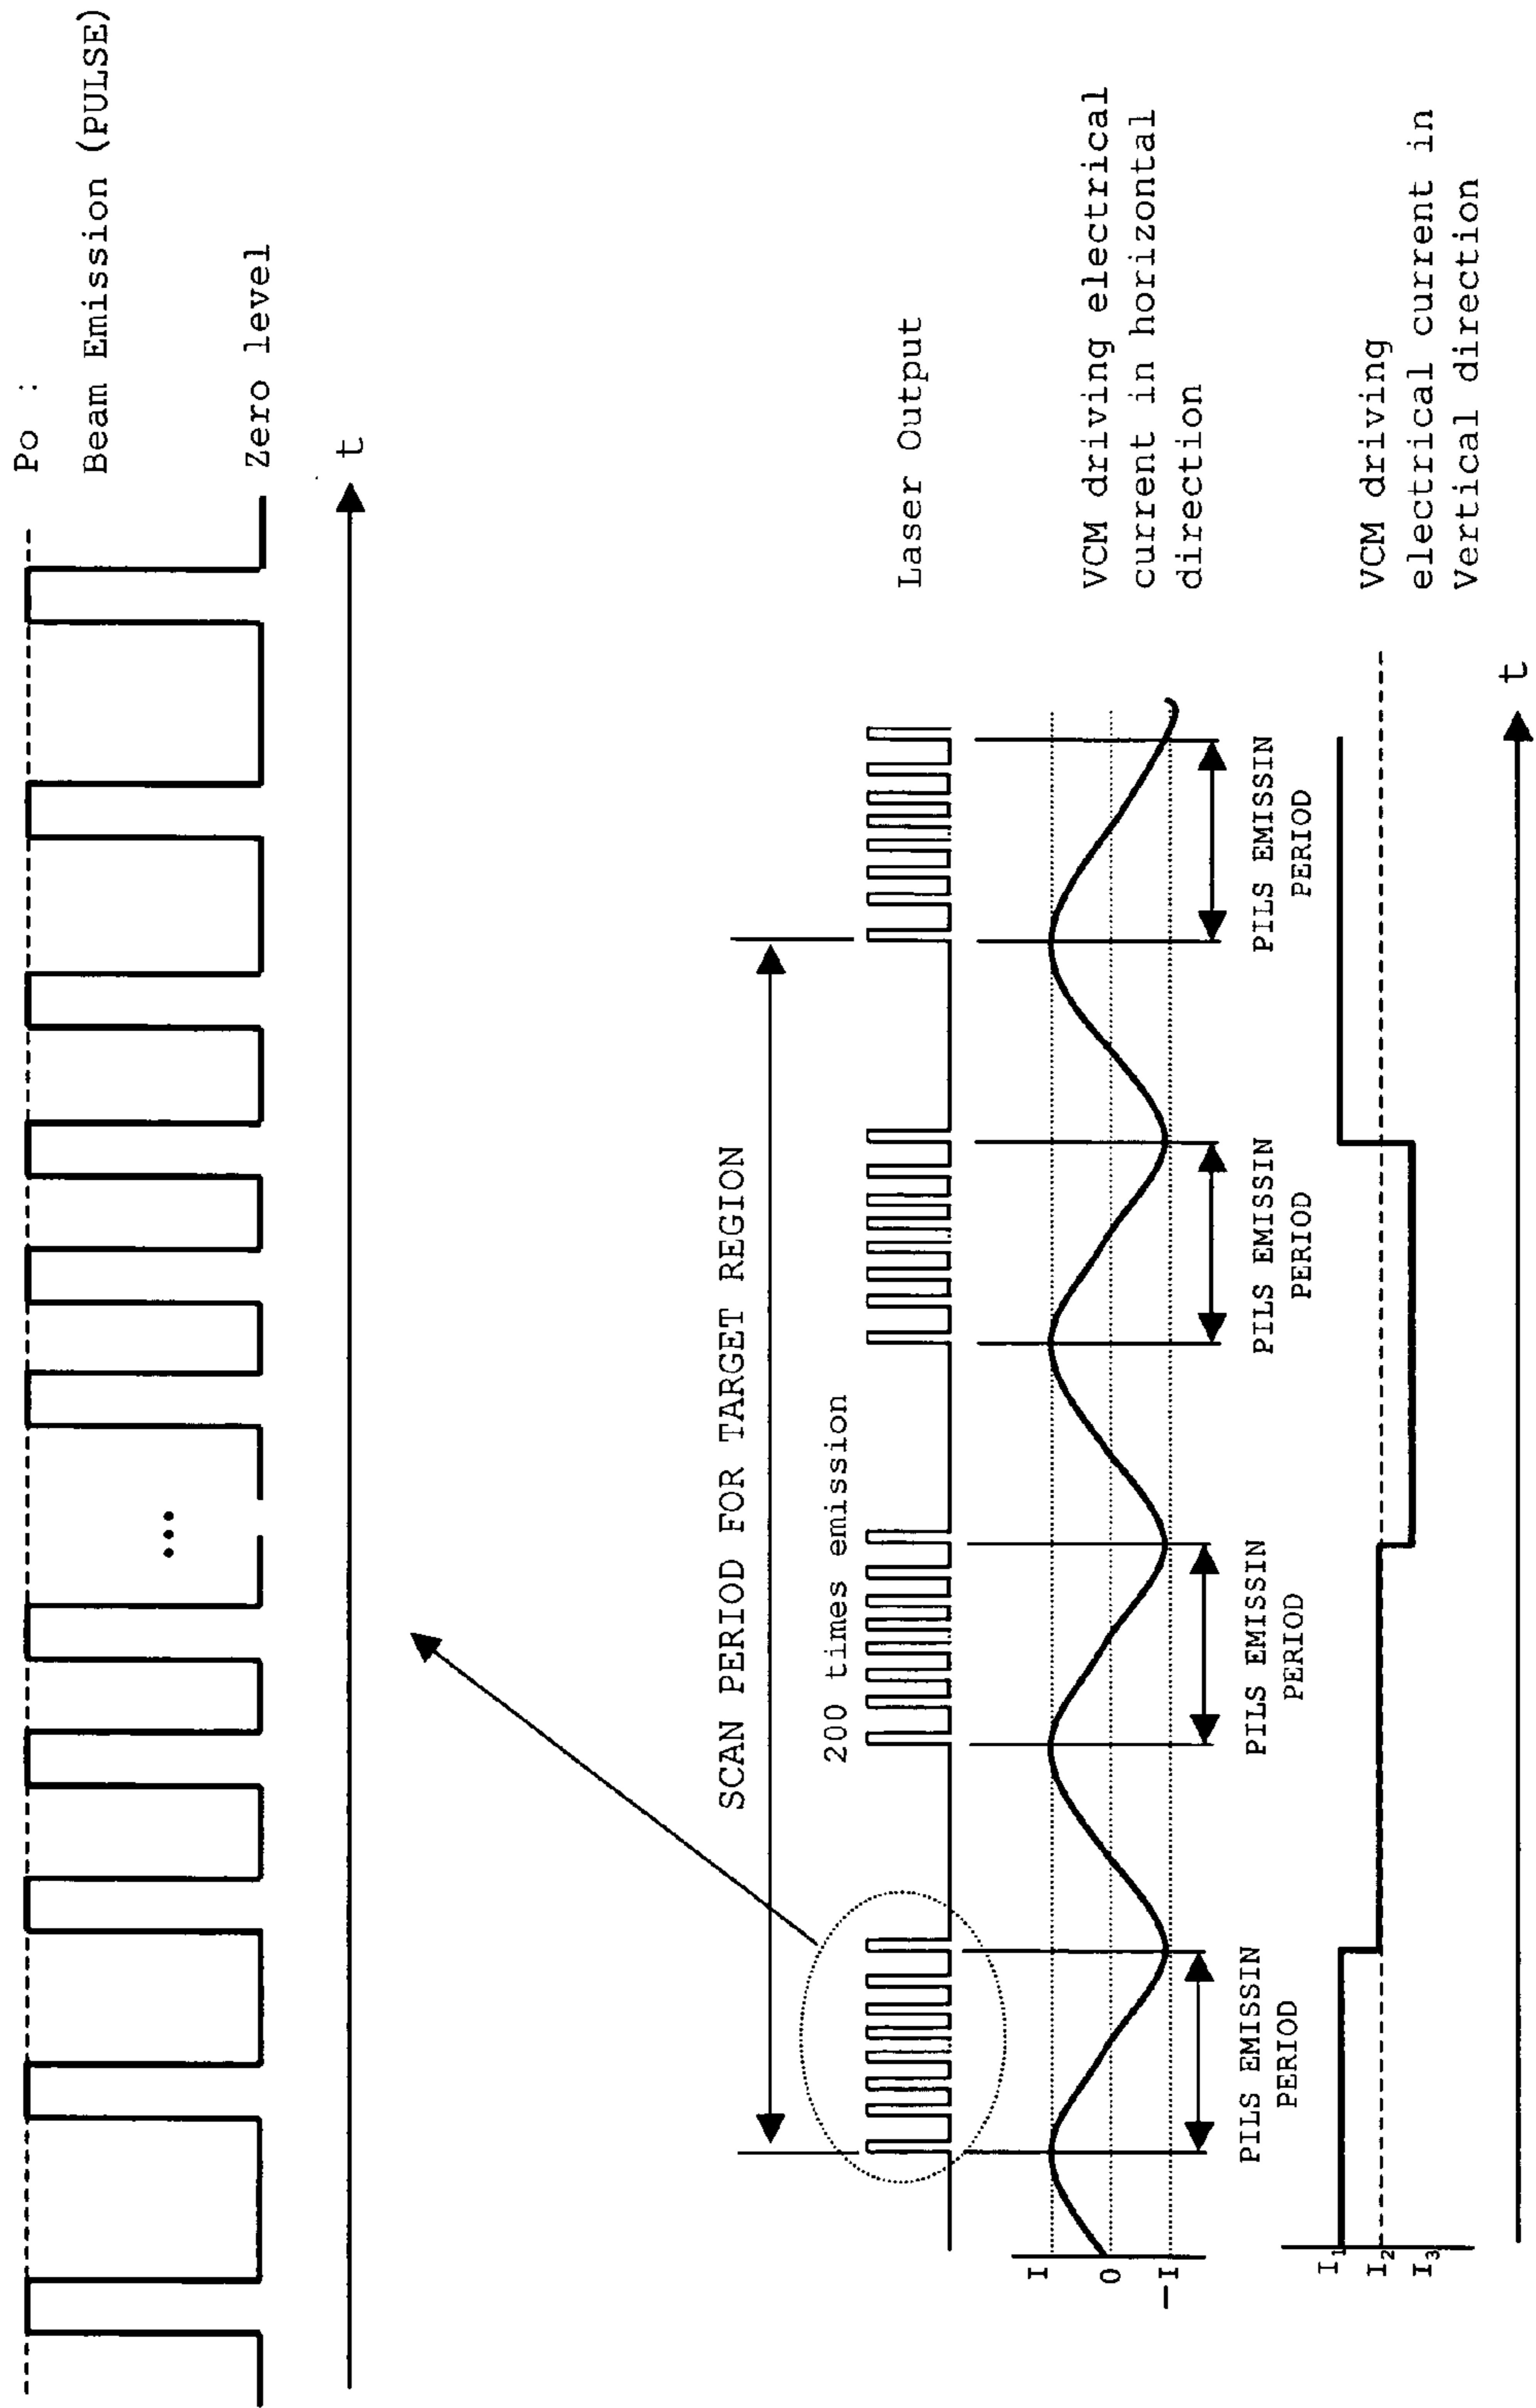 Po :
Beam Emission (PULSE)
Zero level
t
SCAN PERIOD FOR TARGET REGION
200 times emission
Laser Output
I
0
-I
VCM driving electrical
current in horizontal
direction
PILS EMISSIN
PERIOD
PILS EMISSIN
PERIOD
PILS EMISSIN
PERIOD
PILS EMISSIN
PERIOD
I₁
I₂
I₃
VCM driving
electrical current in
Vertical direction
t